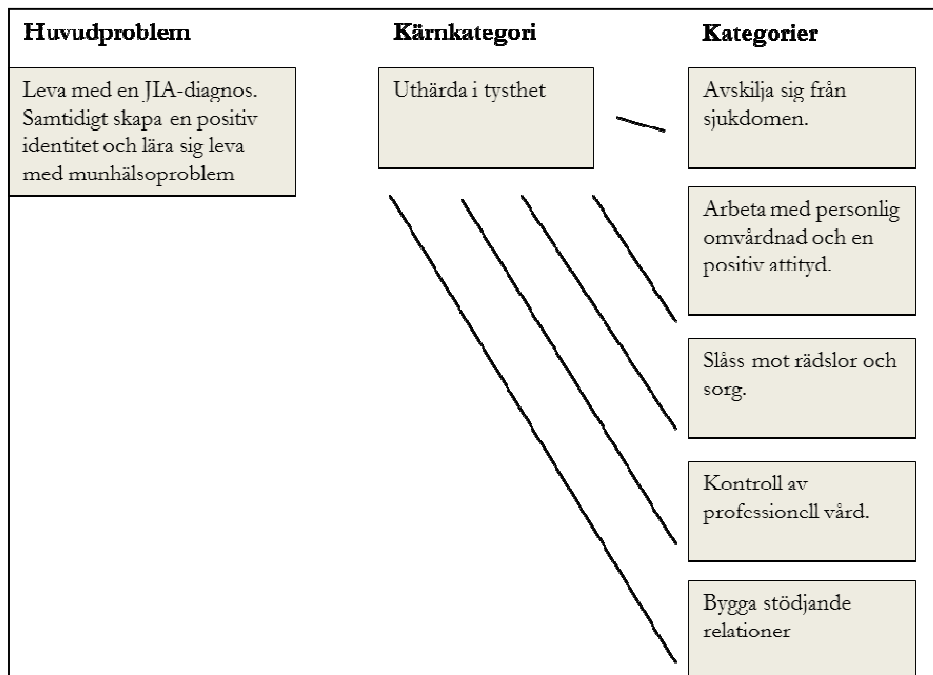 Huvudproblem
Kärnkategori
Kategorier
Leva med en JIA-diagnos.
Samtidigt skapa en positiv
identitet och lära sig leva
med munhälsoproblem
Uthärda i tysthet
Avskilja sig från
sjukdomen.
Arbeta med personlig
omvårdnad och en
positiv attityd.
Slåss mot rädslor och
sorg.
Kontroll av
professionell vård.
Bygga stödjande
relationer